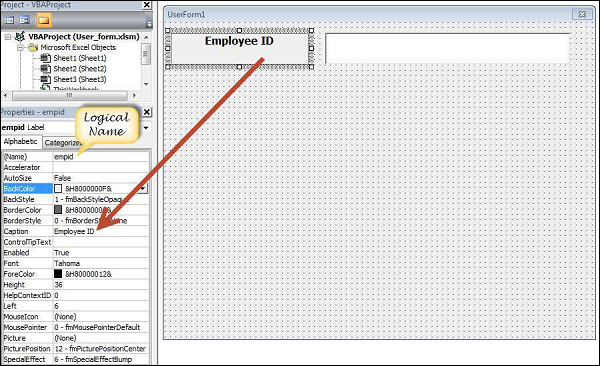 Project - VBAProject
VBAProject (User_form.xlsm)
Microsoft Excel Objects
Sheet1 (Sheet1)
Sheet2 (Sheet2)
Sheet3 (Sheet3)
ThisWorkbook
Properties - empid
empid Label
Alphabetic Categorized
Logical
Name
(Name) empid
Accelerator
AutoSize False
BackColor &H8000000F&
BackStyle 1 - fmBackStyleOpaque
BorderColor
BorderStyle 0 -
Caption Employee ID
ControlTipText
Enabled True
Font Tahoma
ForeColor &H80000012&
Height 36
HelpContextID 0
Left 6
MouseIcon (None)
MousePointer 0 - fmMousePointerDefault
Picture (None)
PicturePosition 12 - fmPicturePositionCenter
SpecialEffect 6 - fmSpecialEffectBump
UserForm1
Employee ID